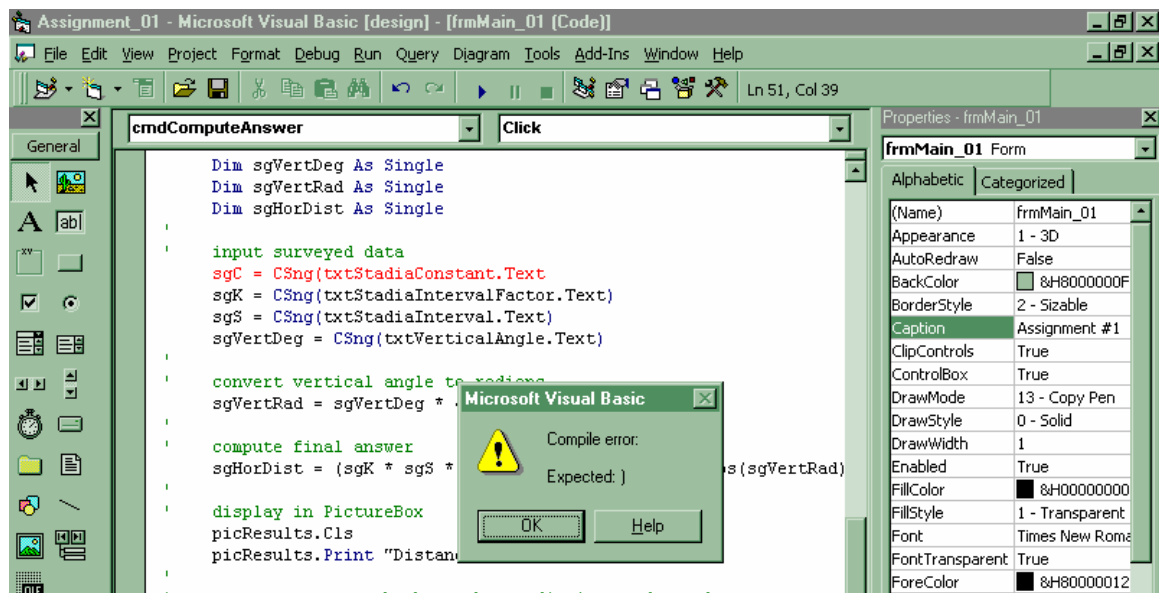 Assignment_01 - Microsoft Visual Basic [design] - [frmMain_01 (Code)]
File Edit View Project Format Debug Run Query Diagram Tools Add-Ins Window Help
Ln 51, Col 39
General
A ab|
XY
OLE
cmdComputeAnswer Click
Dim sgVertDeg As Single
Dim sgVertRad As Single
Dim sgHorDist As Single
'
' input surveyed data
sgC = CSng(txtStadiaConstant.Text
sgK = CSng(txtStadiaIntervalFactor.Text)
sgS = CSng(txtStadiaInterval.Text)
sgVertDeg = CSng(txtVerticalAngle.Text)
'
' convert vertical angle to radians
sgVertRad = sgVertDeg *
'
' compute final answer
sgHorDist = (sgK * sgS * s(sgVertRad)
'
' display in PictureBox
picResults.Cls
picResults.Print "Distan
'
Microsoft Visual Basic
Compile error:
Expected: )
OK Help
Properties - frmMain_01
frmMain_01 Form
Alphabetic Categorized
(Name) frmMain_01
Appearance 1 - 3D
AutoRedraw False
BackColor &H8000000F
BorderStyle 2 - Sizable
Caption Assignment #1
ClipControls True
ControlBox True
DrawMode 13 - Copy Pen
DrawStyle 0 - Solid
DrawWidth 1
Enabled True
FillColor &H00000000
FillStyle 1 - Transparent
Font Times New Roma
FontTransparent True
ForeColor &H80000012